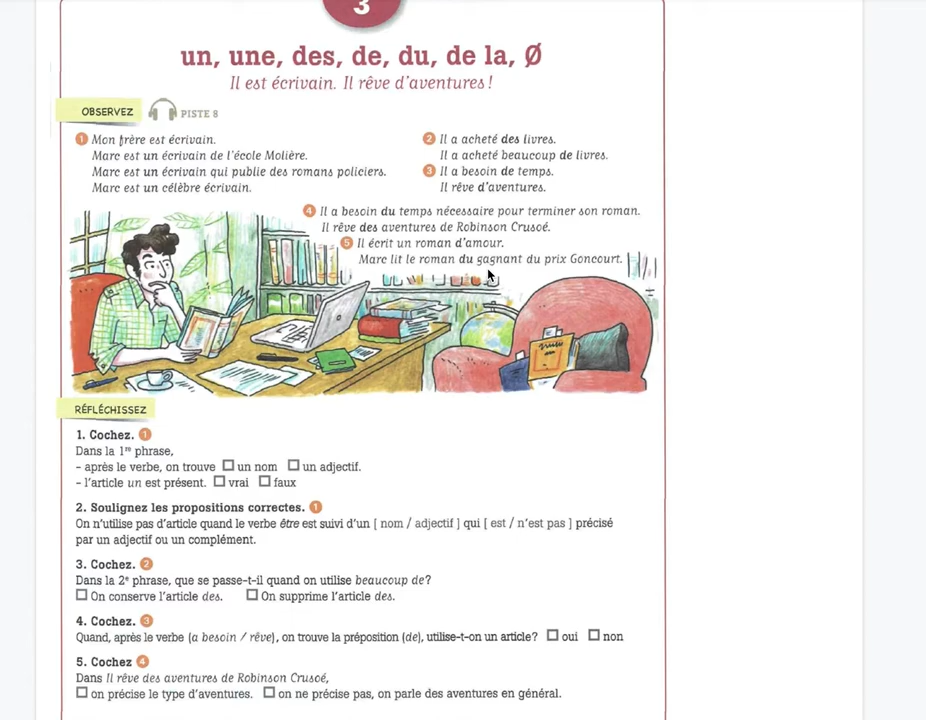 3
un, une, des, de, du, de la, Ø
Il est écrivain. Il rêve d'aventures !
OBSERVEZ
PISTE 8
1 Mon frère est écrivain.
Marc est un écrivain de l'école Molière.
Marc est un écrivain qui publie des romans policiers.
Marc est un célèbre écrivain.
2 Il a acheté des livres.
Il a acheté beaucoup de livres.
3 Il a besoin de temps.
Il rêve d'aventures.
4 Il a besoin du temps nécessaire pour terminer son roman.
Il rêve des aventures de Robinson Crusoé.
5 Il écrit un roman d'amour.
Marc lit le roman du gagnant du prix Goncourt.
RÉFLÉCHISSEZ
1. Cochez. 1
Dans la 1re phrase,
– après le verbe, on trouve ☐ un nom ☐ un adjectif.
– l'article un est présent. ☐ vrai ☐ faux
2. Soulignez les propositions correctes. 1
On n'utilise pas d'article quand le verbe être est suivi d'un [ nom / adjectif ] qui [ est / n'est pas ] précisé
par un adjectif ou un complément.
3. Cochez. 2
Dans la 2e phrase, que se passe-t-il quand on utilise beaucoup de ?
☐ On conserve l'article des. ☐ On supprime l'article des.
4. Cochez. 3
Quand, après le verbe (a besoin / rêve), on trouve la préposition (de), utilise-t-on un article ? ☐ oui ☐ non
5. Cochez 4
Dans Il rêve des aventures de Robinson Crusoé,
☐ on précise le type d'aventures. ☐ on ne précise pas, on parle des aventures en général.